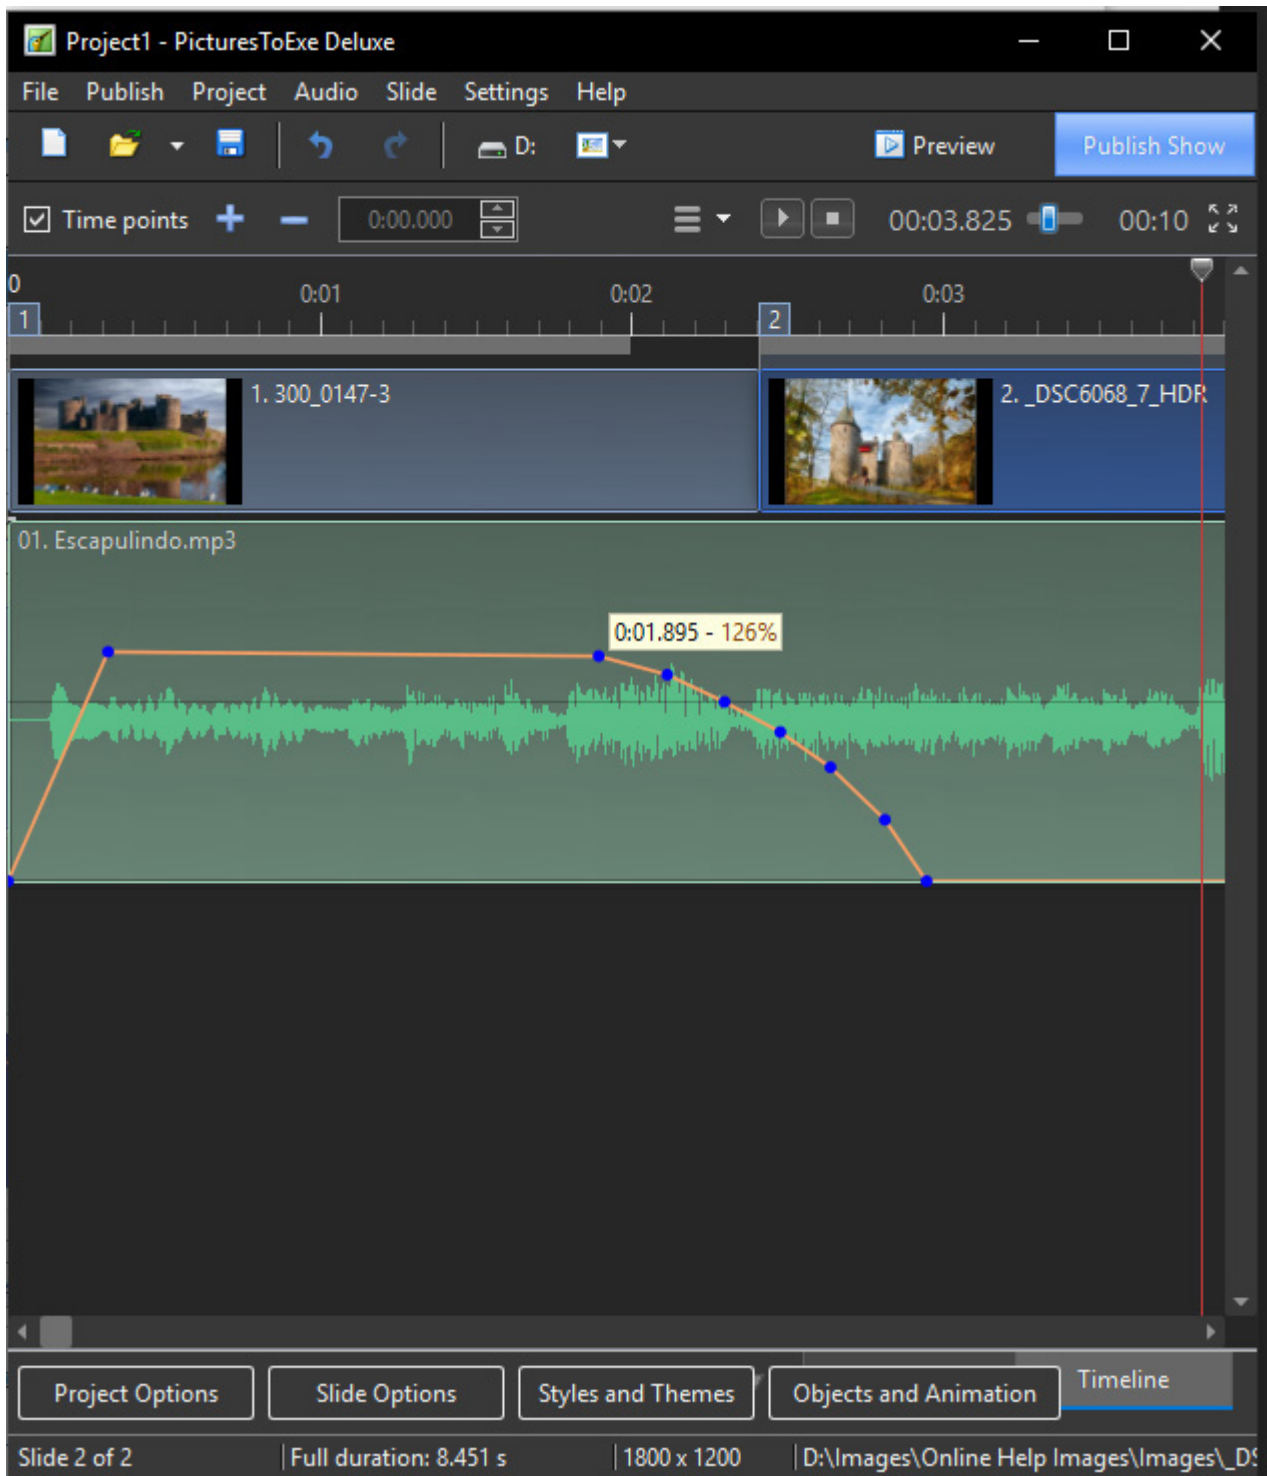 Project1 - PicturesToExe Deluxe
File Publish Project Audio Slide Settings Help
D: Preview Publish Show
Time points 0:00.000 00:03.825 00:10
0 0:01 0:02 0:03
1 2
1. 300_0147-3 2. _DSC6068_7_HDR
01. Escapulindo.mp3
0:01.895 - 126%
Project Options Slide Options Styles and Themes Objects and Animation Timeline
Slide 2 of 2 Full duration: 8.451 s 1800 x 1200 D:\Images\Online Help Images\Images\_DS